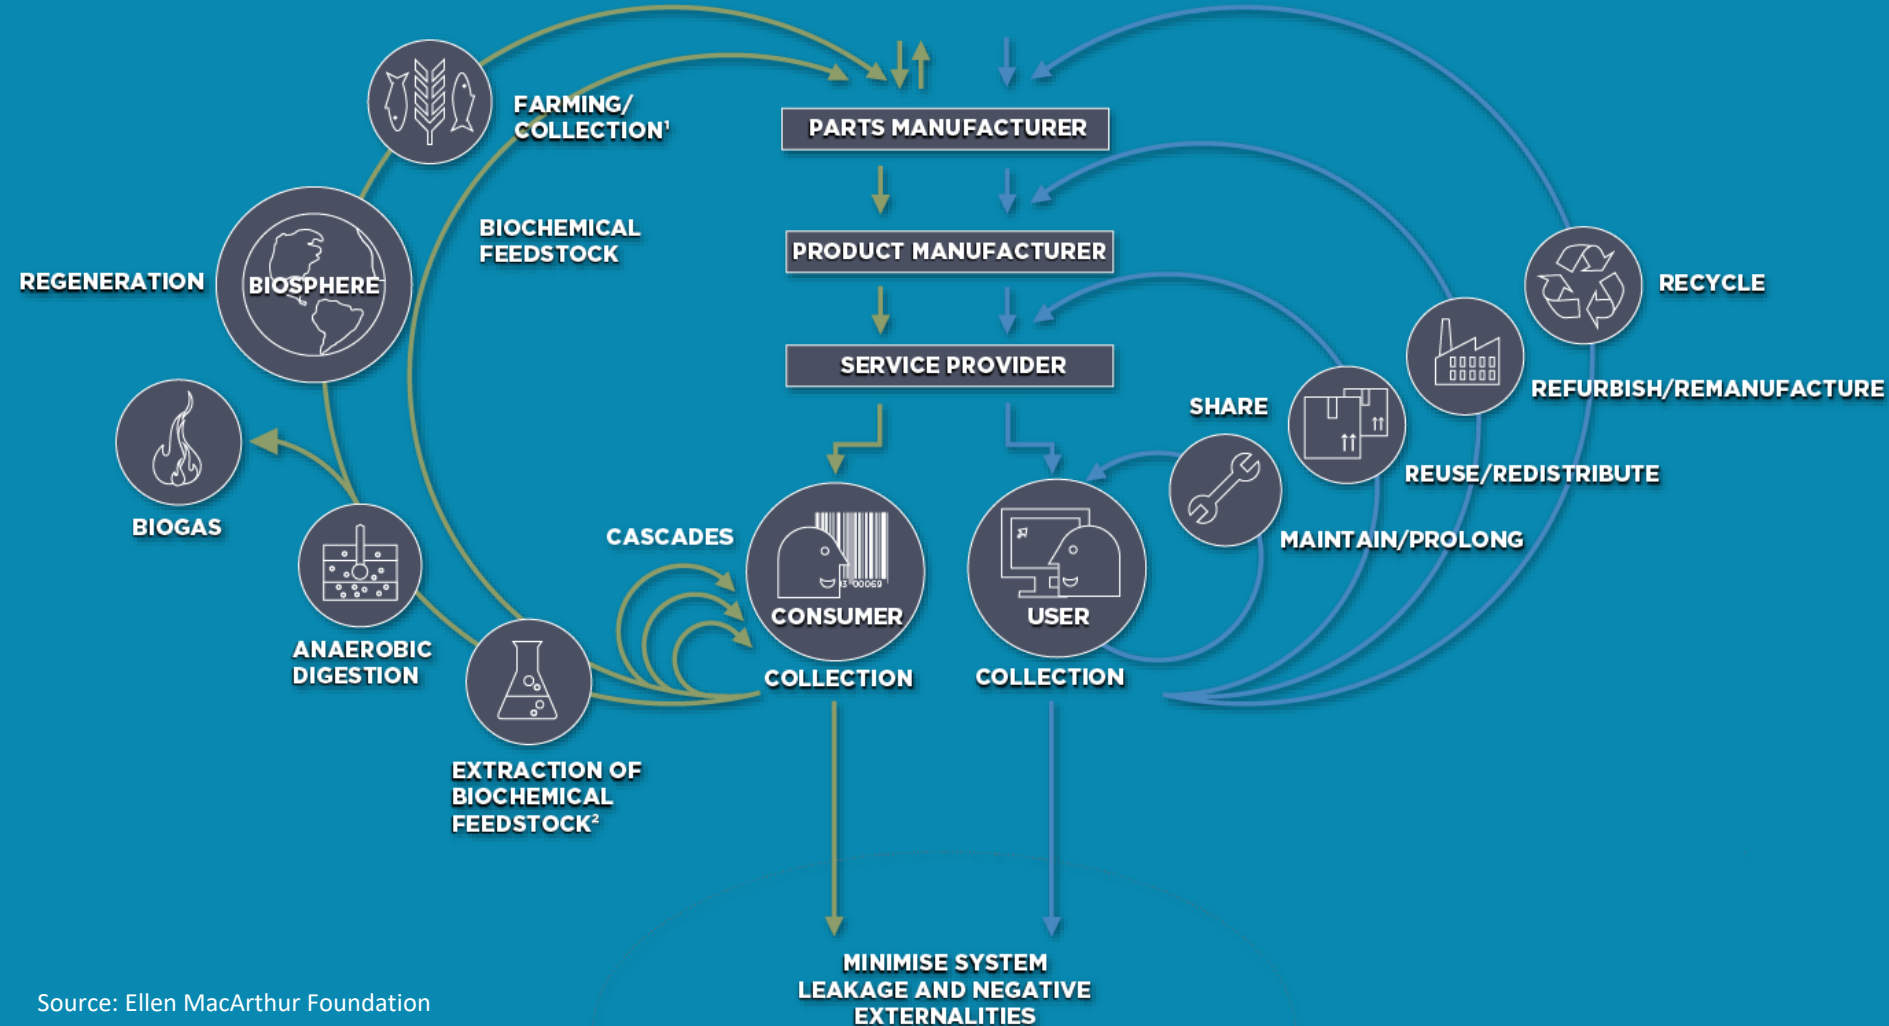 FARMING/
COLLECTION¹
PARTS MANUFACTURER
BIOCHEMICAL
FEEDSTOCK
PRODUCT MANUFACTURER
REGENERATION
BIOSPHERE
RECYCLE
SERVICE PROVIDER
REFURBISH/REMANUFACTURE
SHARE
REUSE/REDISTRIBUTE
BIOGAS
CASCADES
MAINTAIN/PROLONG
3 00069
CONSUMER
USER
ANAEROBIC
DIGESTION
COLLECTION
COLLECTION
EXTRACTION OF
BIOCHEMICAL
FEEDSTOCK²
MINIMISE SYSTEM
LEAKAGE AND NEGATIVE
EXTERNALITIES
Source: Ellen MacArthur Foundation